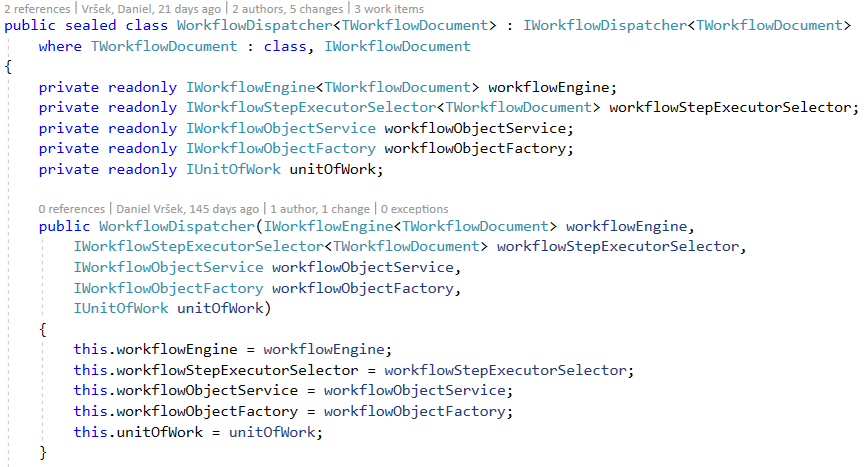 2 references | Vršek, Daniel, 21 days ago | 2 authors, 5 changes | 3 work items
public sealed class WorkflowDispatcher<TWorkflowDocument> : IWorkflowDispatcher<TWorkflowDocument>
    where TWorkflowDocument : class, IWorkflowDocument
{
    private readonly IWorkflowEngine<TWorkflowDocument> workflowEngine;
    private readonly IWorkflowStepExecutorSelector<TWorkflowDocument> workflowStepExecutorSelector;
    private readonly IWorkflowObjectService workflowObjectService;
    private readonly IWorkflowObjectFactory workflowObjectFactory;
    private readonly IUnitOfWork unitOfWork;
    0 references | Daniel Vršek, 145 days ago | 1 author, 1 change | 0 exceptions
    public WorkflowDispatcher(IWorkflowEngine<TWorkflowDocument> workflowEngine,
        IWorkflowStepExecutorSelector<TWorkflowDocument> workflowStepExecutorSelector,
        IWorkflowObjectService workflowObjectService,
        IWorkflowObjectFactory workflowObjectFactory,
        IUnitOfWork unitOfWork)
    {
        this.workflowEngine = workflowEngine;
        this.workflowStepExecutorSelector = workflowStepExecutorSelector;
        this.workflowObjectService = workflowObjectService;
        this.workflowObjectFactory = workflowObjectFactory;
        this.unitOfWork = unitOfWork;
    }